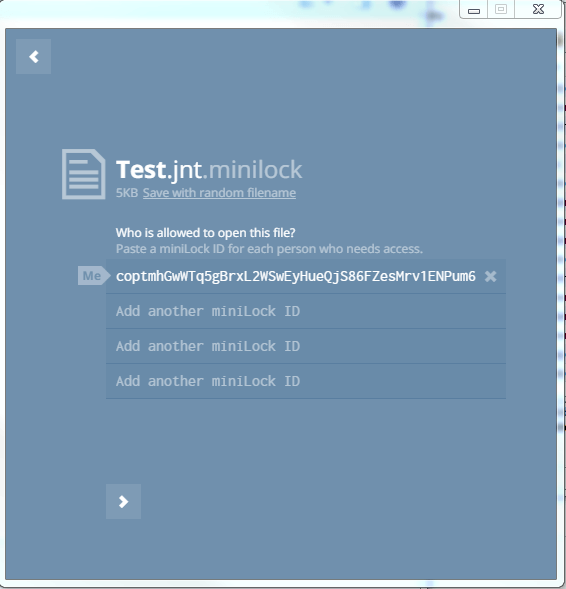 Test.jnt.minilock
5KB Save with random filename
Who is allowed to open this file?
Paste a miniLock ID for each person who needs access.
Me coptmhGwWTq5gBrxL2WSwEyHueQjS86FZesMrv1ENPum6
Add another miniLock ID
Add another miniLock ID
Add another miniLock ID